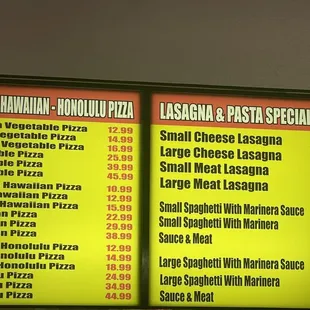 HAWAIIAN - HONOLULU PIZZA
Vegetable Pizza 12.99
Vegetable Pizza 14.99
Vegetable Pizza 16.99
Pizza 25.99
Pizza 39.99
Pizza 45.99
Hawaiian Pizza 10.99
Hawaiian Pizza 12.99
Hawaiian Pizza 15.99
Pizza 22.99
Pizza 29.99
Pizza 38.99
Honolulu Pizza 12.99
Honolulu Pizza 14.99
Honolulu Pizza 18.99
Pizza 24.99
Pizza 34.99
Pizza 44.99
LASAGNA & PASTA SPECIAL
Small Cheese Lasagna
Large Cheese Lasagna
Small Meat Lasagna
Large Meat Lasagna
Small Spaghetti With Marinera Sauce
Small Spaghetti With Marinera
Sauce & Meat
Large Spaghetti With Marinera Sauce
Large Spaghetti With Marinera
Sauce & Meat